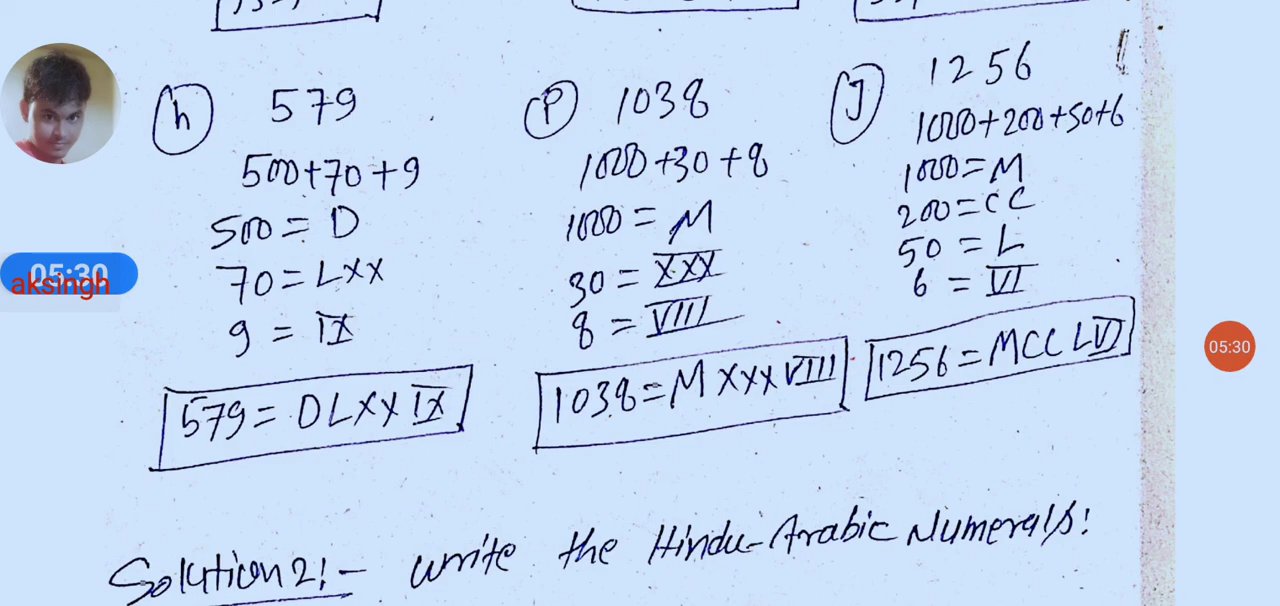 h 579
500+70+9
500 = D
70 = LXX
9 = IX
579 = DLXXIX
P 1038
1000+30+8
1000 = M
30 = XXX
8 = VIII
1038 = MXXXVIII
J 1256
1000+200+50+6
1000 = M
200 = CC
50 = L
6 = VI
1256 = MCCLVI
Solution 2:- Write the Hindu-Arabic Numerals:
05:30
aksingh
05:30